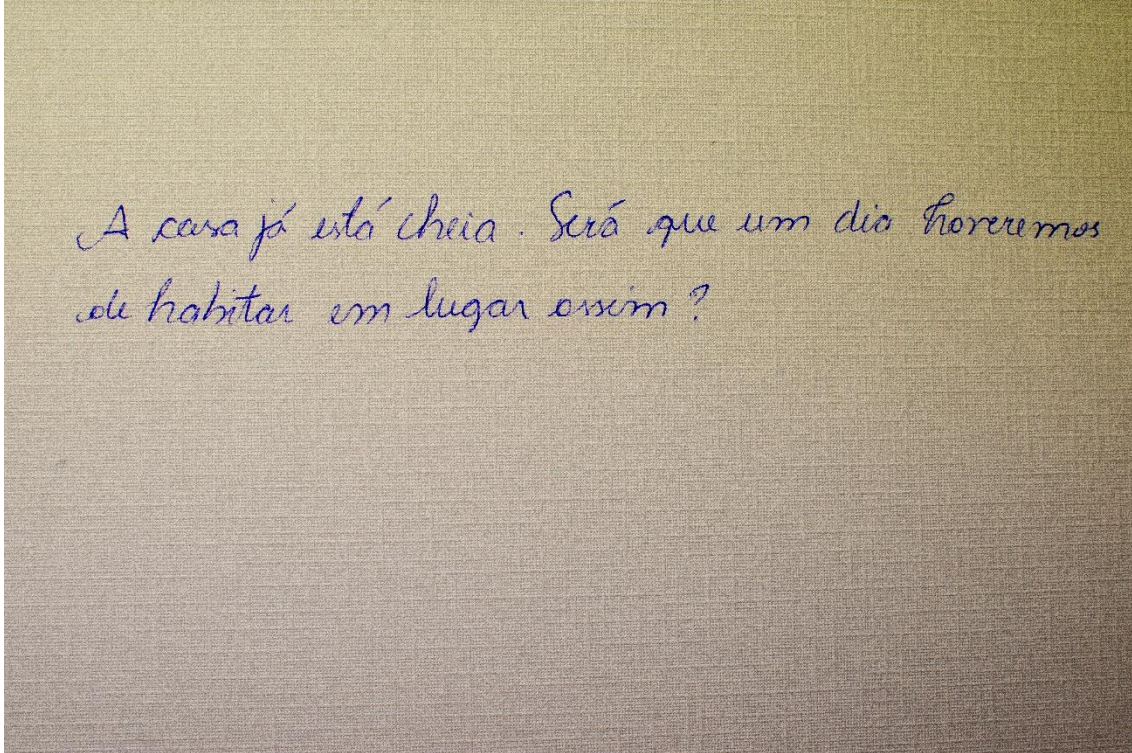 A casa já está cheia. Será que um dia haveremos
de habitar em lugar assim?